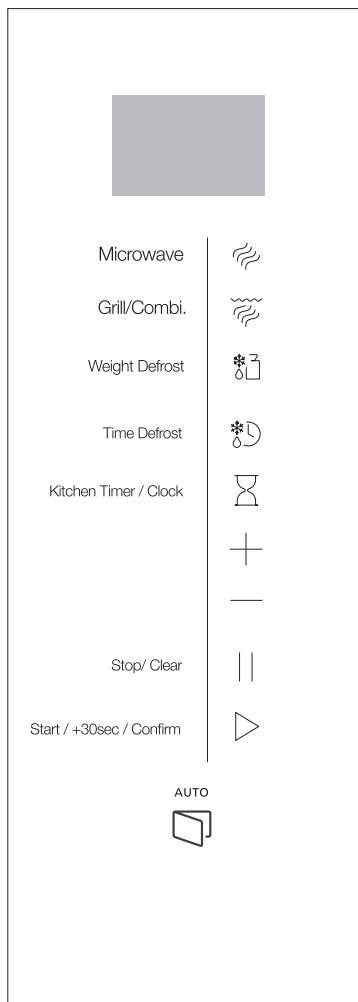 Microwave
Grill/Combi.
Weight Defrost
Time Defrost
Kitchen Timer / Clock
Stop/ Clear
Start / +30sec / Confirm
AUTO